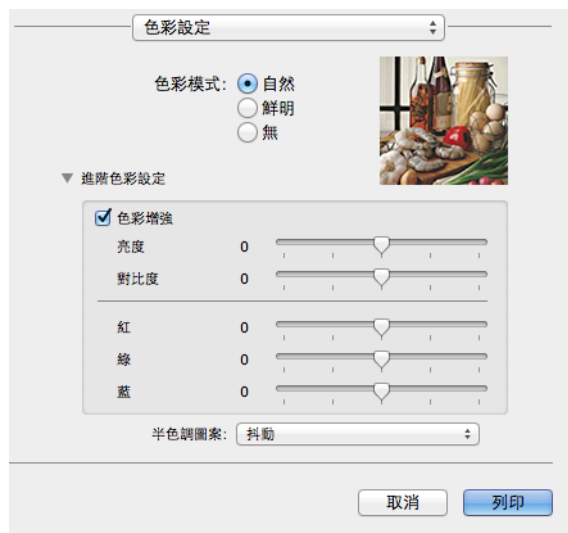 色彩設定
色彩模式: 自然
鮮明
無
進階色彩設定
色彩增強
亮度 0
對比度 0
紅 0
綠 0
藍 0
半色調圖案: 抖動
取消 列印